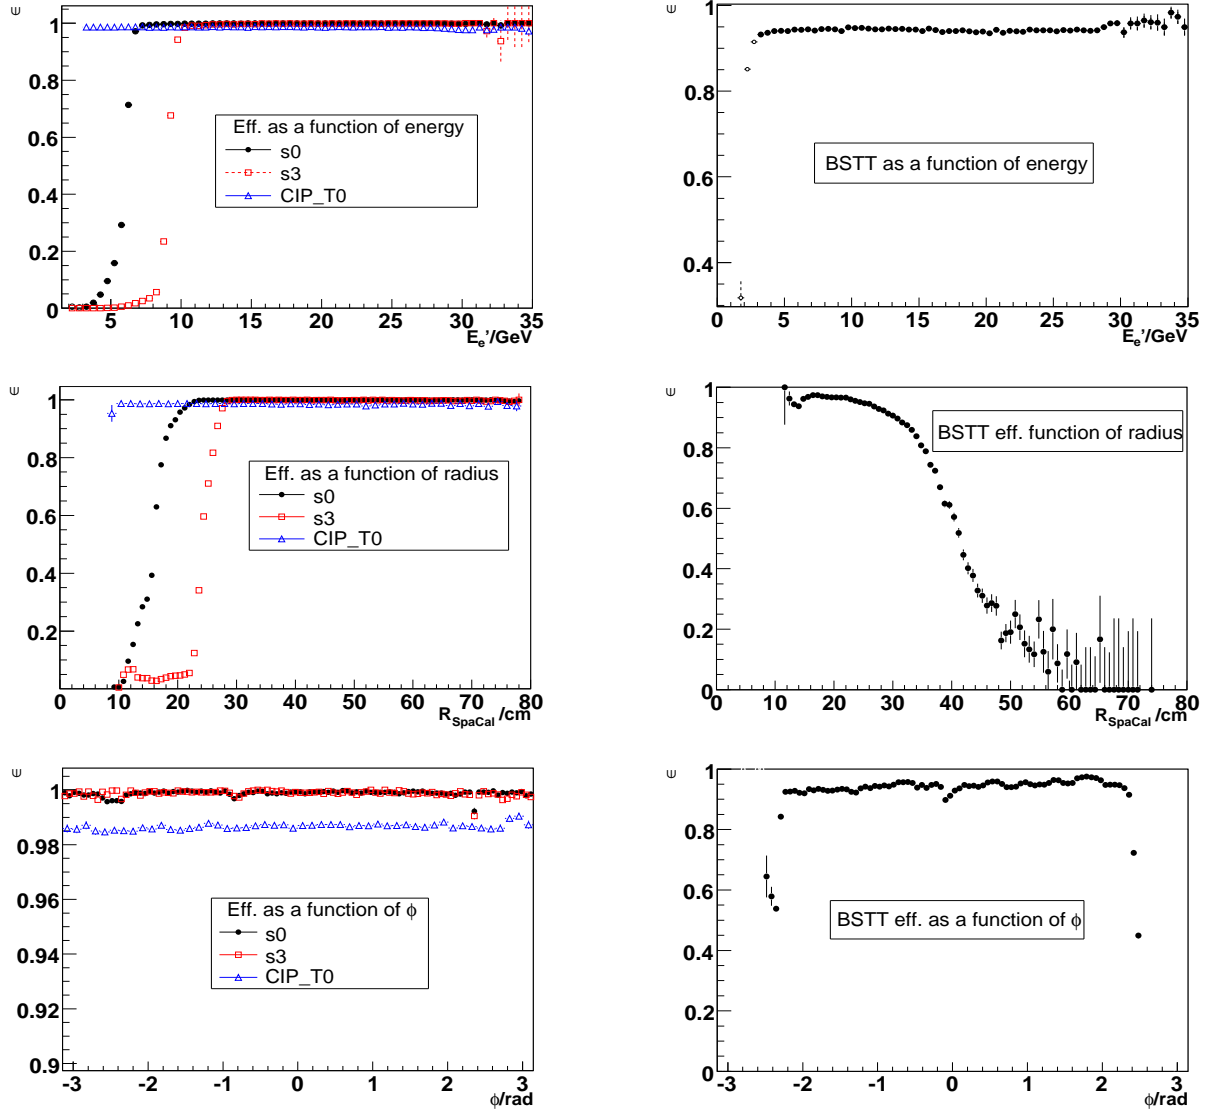 ∈
1
0.8
0.6
0.4
0.2
0
Eff. as a function of energy
s0
s3
CIP_T0
5 10 15 20 25 30 35
E_e'/GeV
∈
1
0.9
0.8
0.7
0.6
0.5
0.4
BSTT as a function of energy
0 5 10 15 20 25 30 35
E_e'/GeV
∈
1
0.8
0.6
0.4
0.2
Eff. as a function of radius
s0
s3
CIP_T0
0 10 20 30 40 50 60 70 80
R_SpaCal /cm
∈
1
0.8
0.6
0.4
0.2
0
BSTT eff. function of radius
0 10 20 30 40 50 60 70 80
R_SpaCal /cm
∈
1
0.98
0.96
0.94
0.92
0.9
Eff. as a function of ϕ
s0
s3
CIP_T0
-3 -2 -1 0 1 2 3
ϕ/rad
∈
1
0.8
0.6
0.4
0.2
0
BSTT eff. as a function of ϕ
-3 -2 -1 0 1 2 3
ϕ/rad